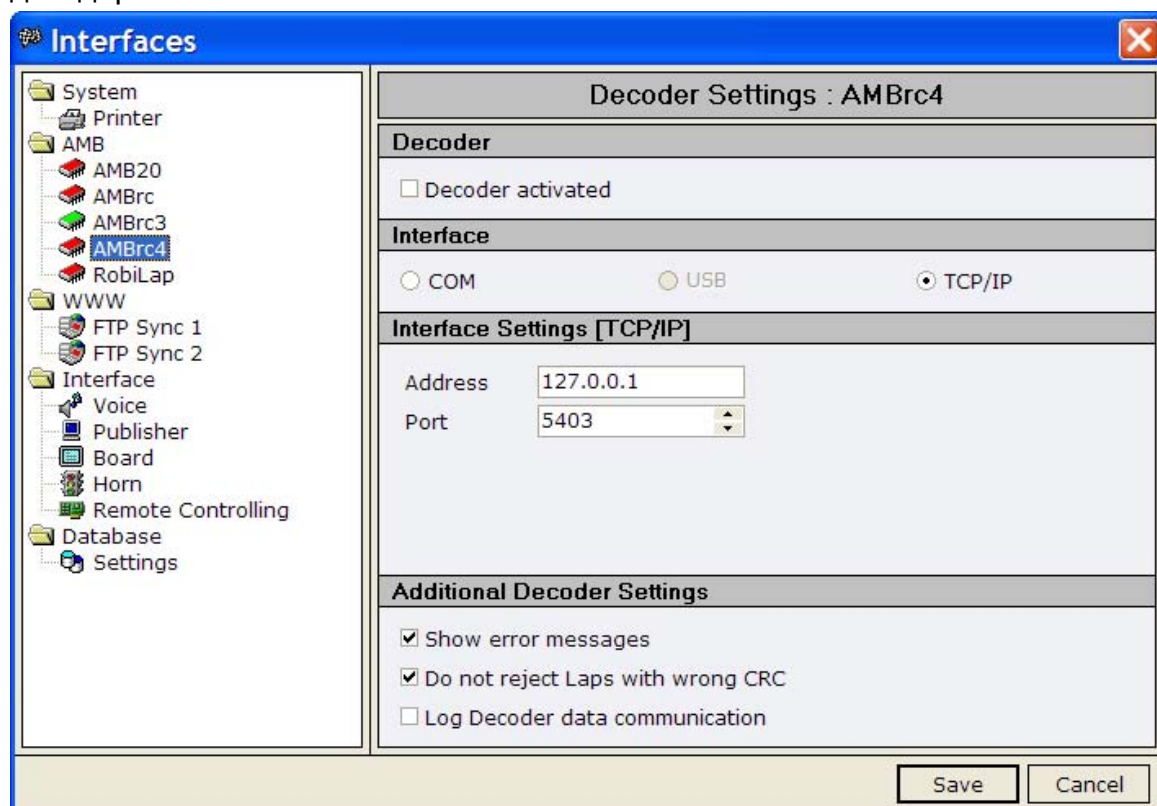 Interfaces
System
Printer
AMB
AMB20
AMBrc
AMBrc3
AMBrc4
RobiLap
WWW
FTP Sync 1
FTP Sync 2
Interface
Voice
Publisher
Board
Horn
Remote Controlling
Database
Settings
Decoder Settings : AMBrc4
Decoder
Decoder activated
Interface
COM USB TCP/IP
Interface Settings [TCP/IP]
Address 127.0.0.1
Port 5403
Additional Decoder Settings
Show error messages
Do not reject Laps with wrong CRC
Log Decoder data communication
Save Cancel